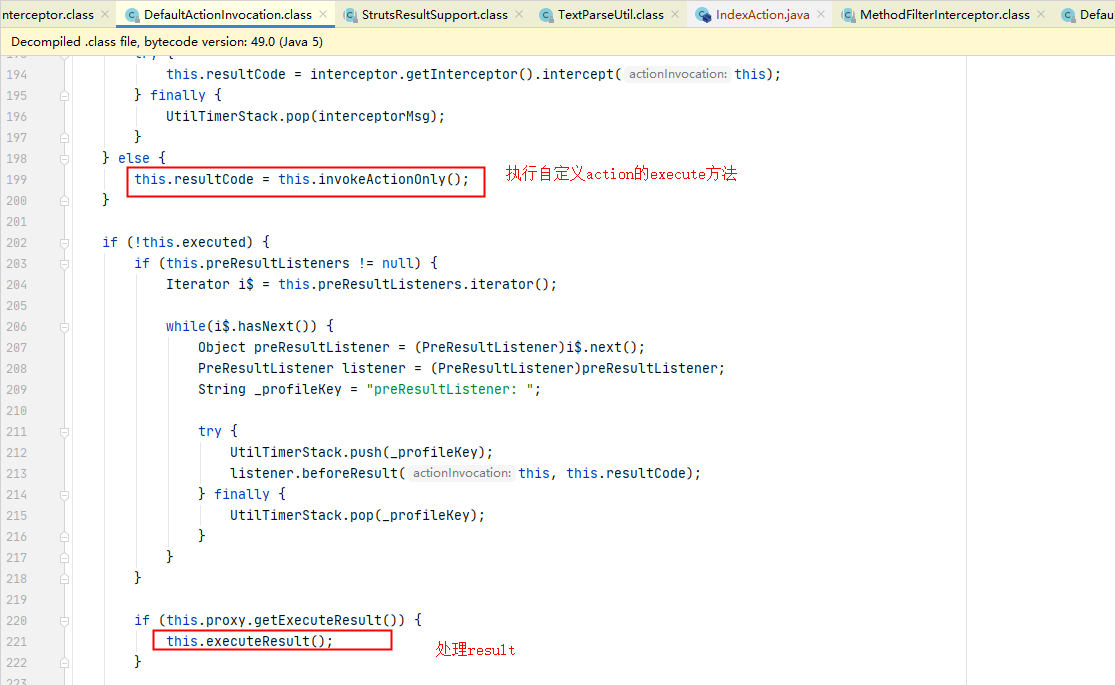 nterceptor.class DefaultActionInvocation.class StrutsResultSupport.class TextParseUtil.class IndexAction.java MethodFilterInterceptor.class Defau
Decompiled .class file, bytecode version: 49.0 (Java 5)
193 try {
194 this.resultCode = interceptor.getInterceptor().intercept( actionInvocation: this);
195 } finally {
196 UtilTimerStack.pop(interceptorMsg);
197 }
198 } else {
199 this.resultCode = this.invokeActionOnly(); 执行自定义action的execute方法
200 }
201
202 if (!this.executed) {
203 if (this.preResultListeners != null) {
204 Iterator i$ = this.preResultListeners.iterator();
205
206 while(i$.hasNext()) {
207 Object preResultListener = (PreResultListener)i$.next();
208 PreResultListener listener = (PreResultListener)preResultListener;
209 String _profileKey = "preResultListener: ";
210
211 try {
212 UtilTimerStack.push(_profileKey);
213 listener.beforeResult( actionInvocation: this, this.resultCode);
214 } finally {
215 UtilTimerStack.pop(_profileKey);
216 }
217 }
218 }
219
220 if (this.proxy.getExecuteResult()) {
221 this.executeResult(); 处理result
222 }
223